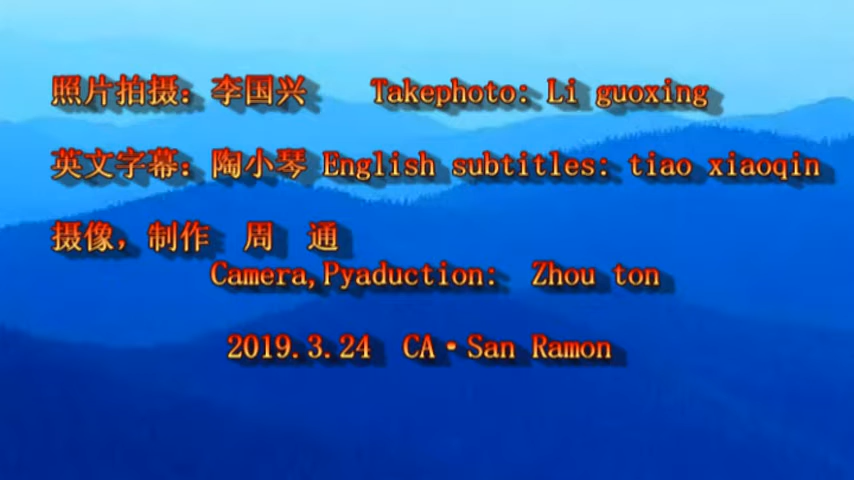 照片拍摄：李国兴 Takephoto: Li guoxing
英文字幕：陶小琴 English subtitles: tiao xiaoqin
摄像，制作 周 通
Camera,Pyaduction: Zhou ton
2019.3.24 CA·San Ramon